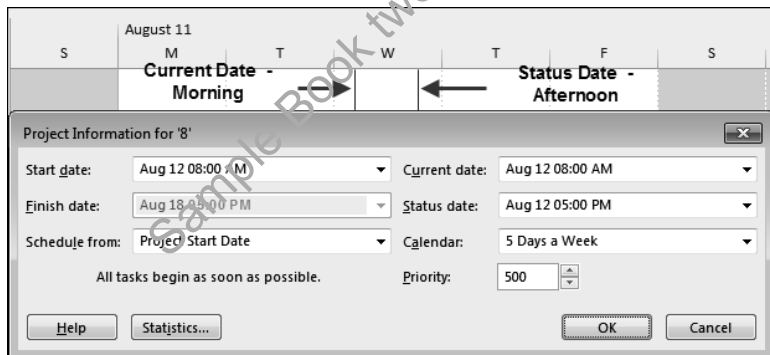 Sample Book two
August 11
S M T W T F S
Current Date - Morning
Status Date - Afternoon
Project Information for '8'
Start date: Aug 12 08:00 AM Current date: Aug 12 08:00 AM
Finish date: Aug 18 05:00 PM Status date: Aug 12 05:00 PM
Schedule from: Project Start Date Calendar: 5 Days a Week
All tasks begin as soon as possible. Priority: 500
Help Statistics... OK Cancel